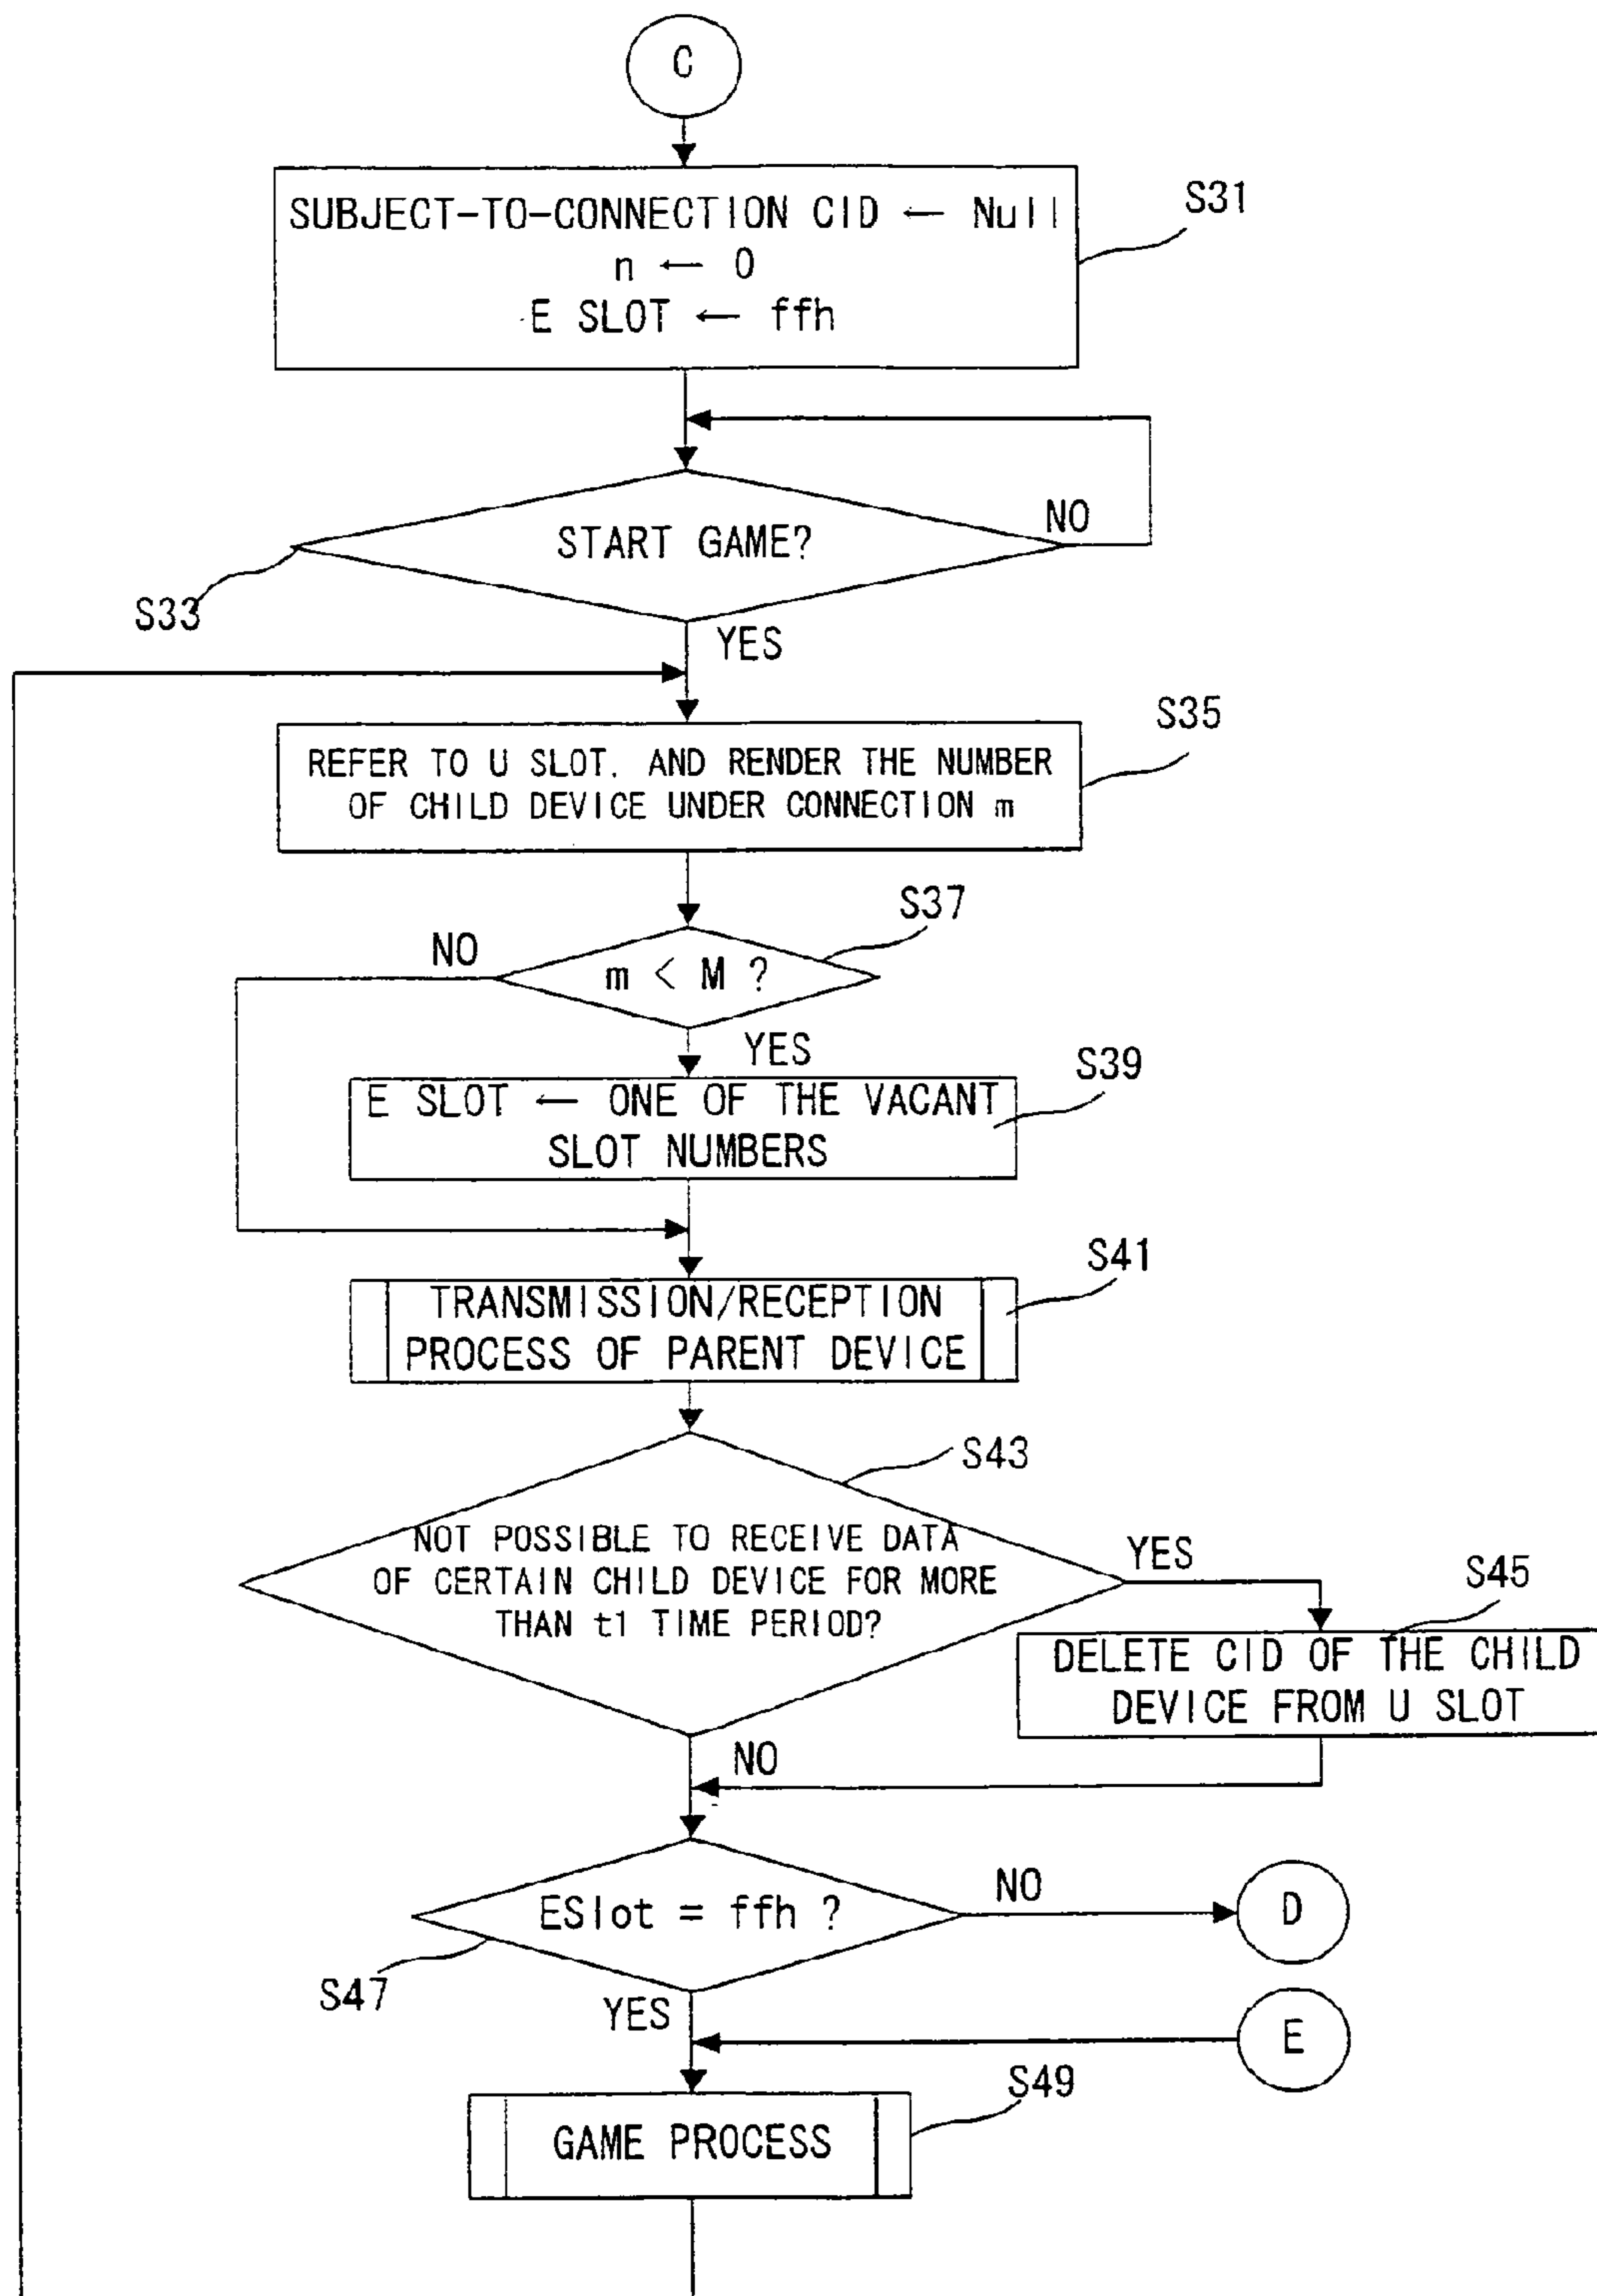 C
SUBJECT-TO-CONNECTION CID ← Null
n ← 0
E SLOT ← ffh
S31
START GAME?
NO
S33
YES
S35
REFER TO U SLOT, AND RENDER THE NUMBER
OF CHILD DEVICE UNDER CONNECTION m
S37
NO
m < M ?
YES
S39
E SLOT ← ONE OF THE VACANT
SLOT NUMBERS
S41
TRANSMISSION/RECEPTION
PROCESS OF PARENT DEVICE
S43
NOT POSSIBLE TO RECEIVE DATA
OF CERTAIN CHILD DEVICE FOR MORE
THAN t1 TIME PERIOD?
YES
S45
DELETE CID OF THE CHILD
DEVICE FROM U SLOT
NO
ESlot = ffh ?
NO
D
S47
YES
E
S49
GAME PROCESS